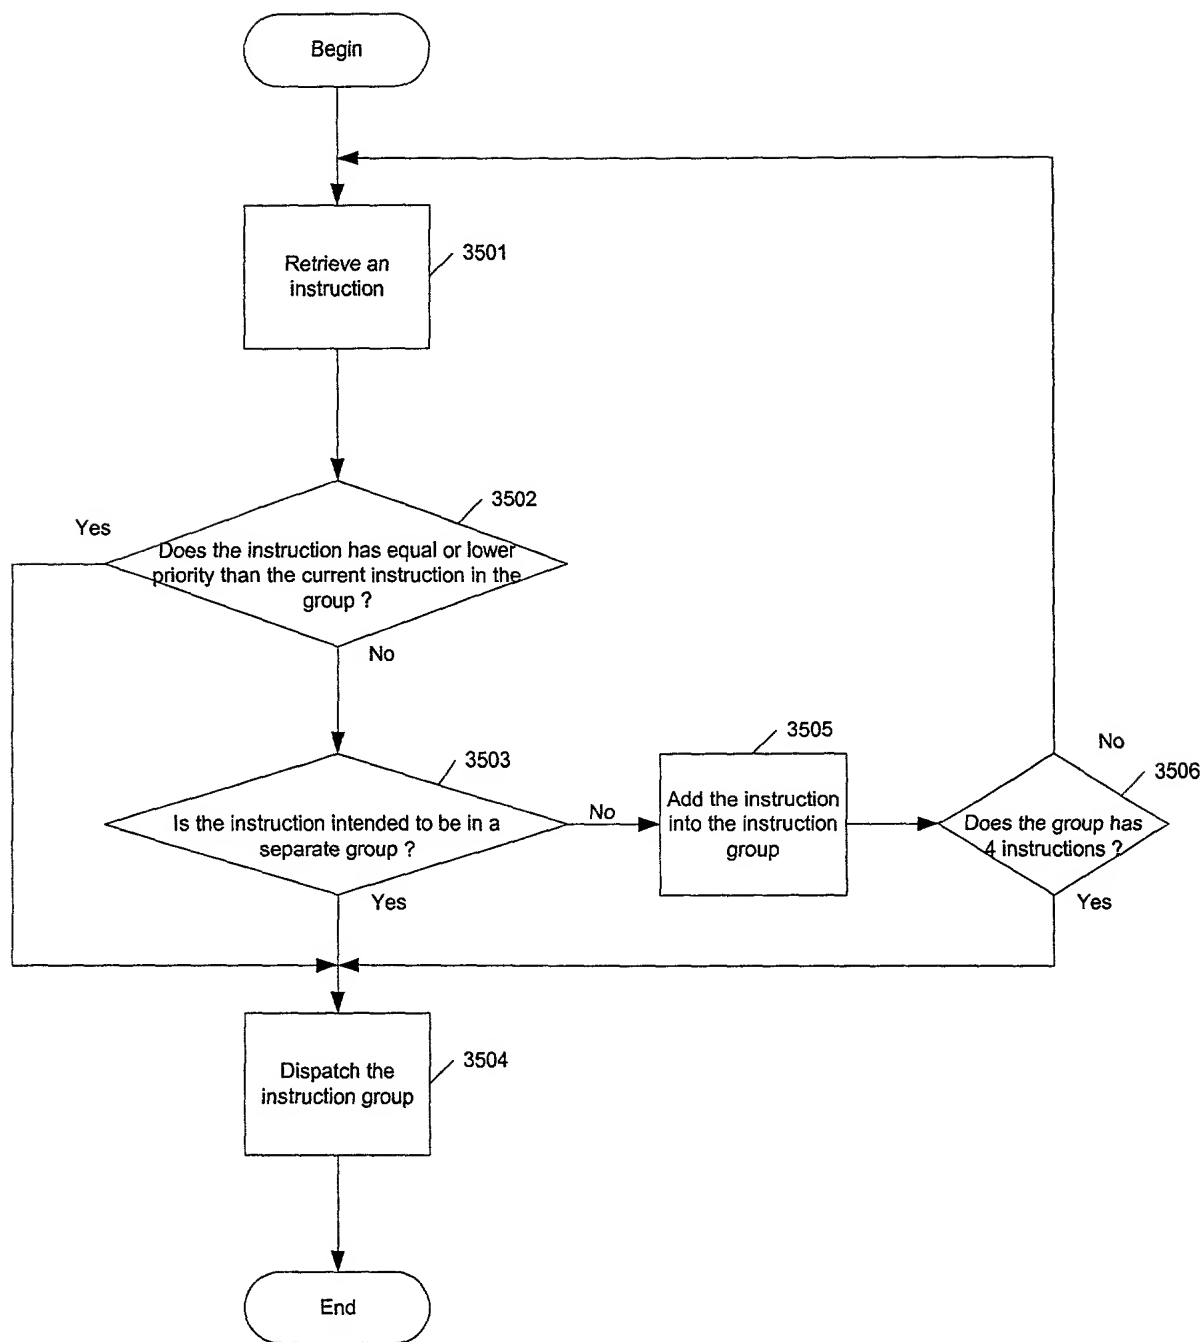 Begin
Retrieve an
instruction
3501
3502
Yes
Does the instruction has equal or lower
priority than the current instruction in the
group ?
No
3503
Is the instruction intended to be in a
separate group ?
No
Yes
3505
Add the instruction
into the instruction
group
No
3506
Does the group has
4 instructions ?
Yes
Dispatch the
instruction group
3504
End